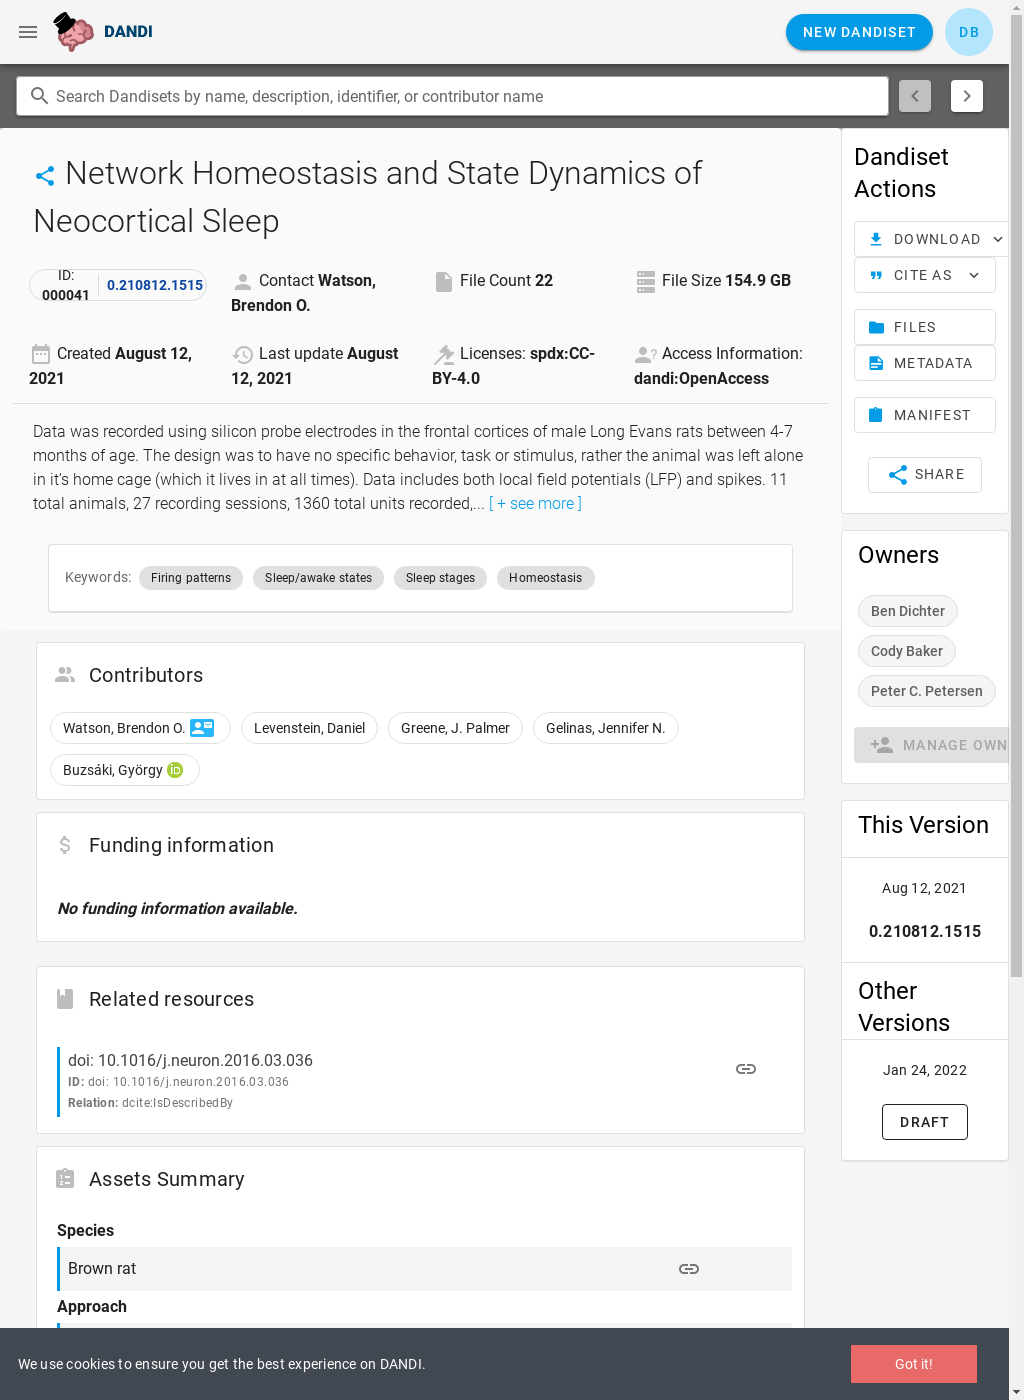 DANDI
NEW DANDISET
DB
Search Dandisets by name, description, identifier, or contributor name
Network Homeostasis and State Dynamics of
Neocortical Sleep
ID:
000041
0.210812.1515
Contact Watson,
Brendon O.
File Count 22
File Size 154.9 GB
Created August 12,
2021
Last update August
12, 2021
Licenses: spdx:CC-
BY-4.0
Access Information:
dandi:OpenAccess
Data was recorded using silicon probe electrodes in the frontal cortices of male Long Evans rats between 4-7
months of age. The design was to have no specific behavior, task or stimulus, rather the animal was left alone
in it’s home cage (which it lives in at all times). Data includes both local field potentials (LFP) and spikes. 11
total animals, 27 recording sessions, 1360 total units recorded,... [ + see more ]
Keywords:
Firing patterns
Sleep/awake states
Sleep stages
Homeostasis
Contributors
Watson, Brendon O.
Levenstein, Daniel
Greene, J. Palmer
Gelinas, Jennifer N.
Buzsáki, György iD
Funding information
No funding information available.
Related resources
doi: 10.1016/j.neuron.2016.03.036
ID: doi: 10.1016/j.neuron.2016.03.036
Relation: dcite:IsDescribedBy
Assets Summary
Species
Brown rat
Approach
Dandiset
Actions
DOWNLOAD
CITE AS
FILES
METADATA
MANIFEST
SHARE
Owners
Ben Dichter
Cody Baker
Peter C. Petersen
MANAGE OWN
This Version
Aug 12, 2021
0.210812.1515
Other
Versions
Jan 24, 2022
DRAFT
We use cookies to ensure you get the best experience on DANDI.
Got it!